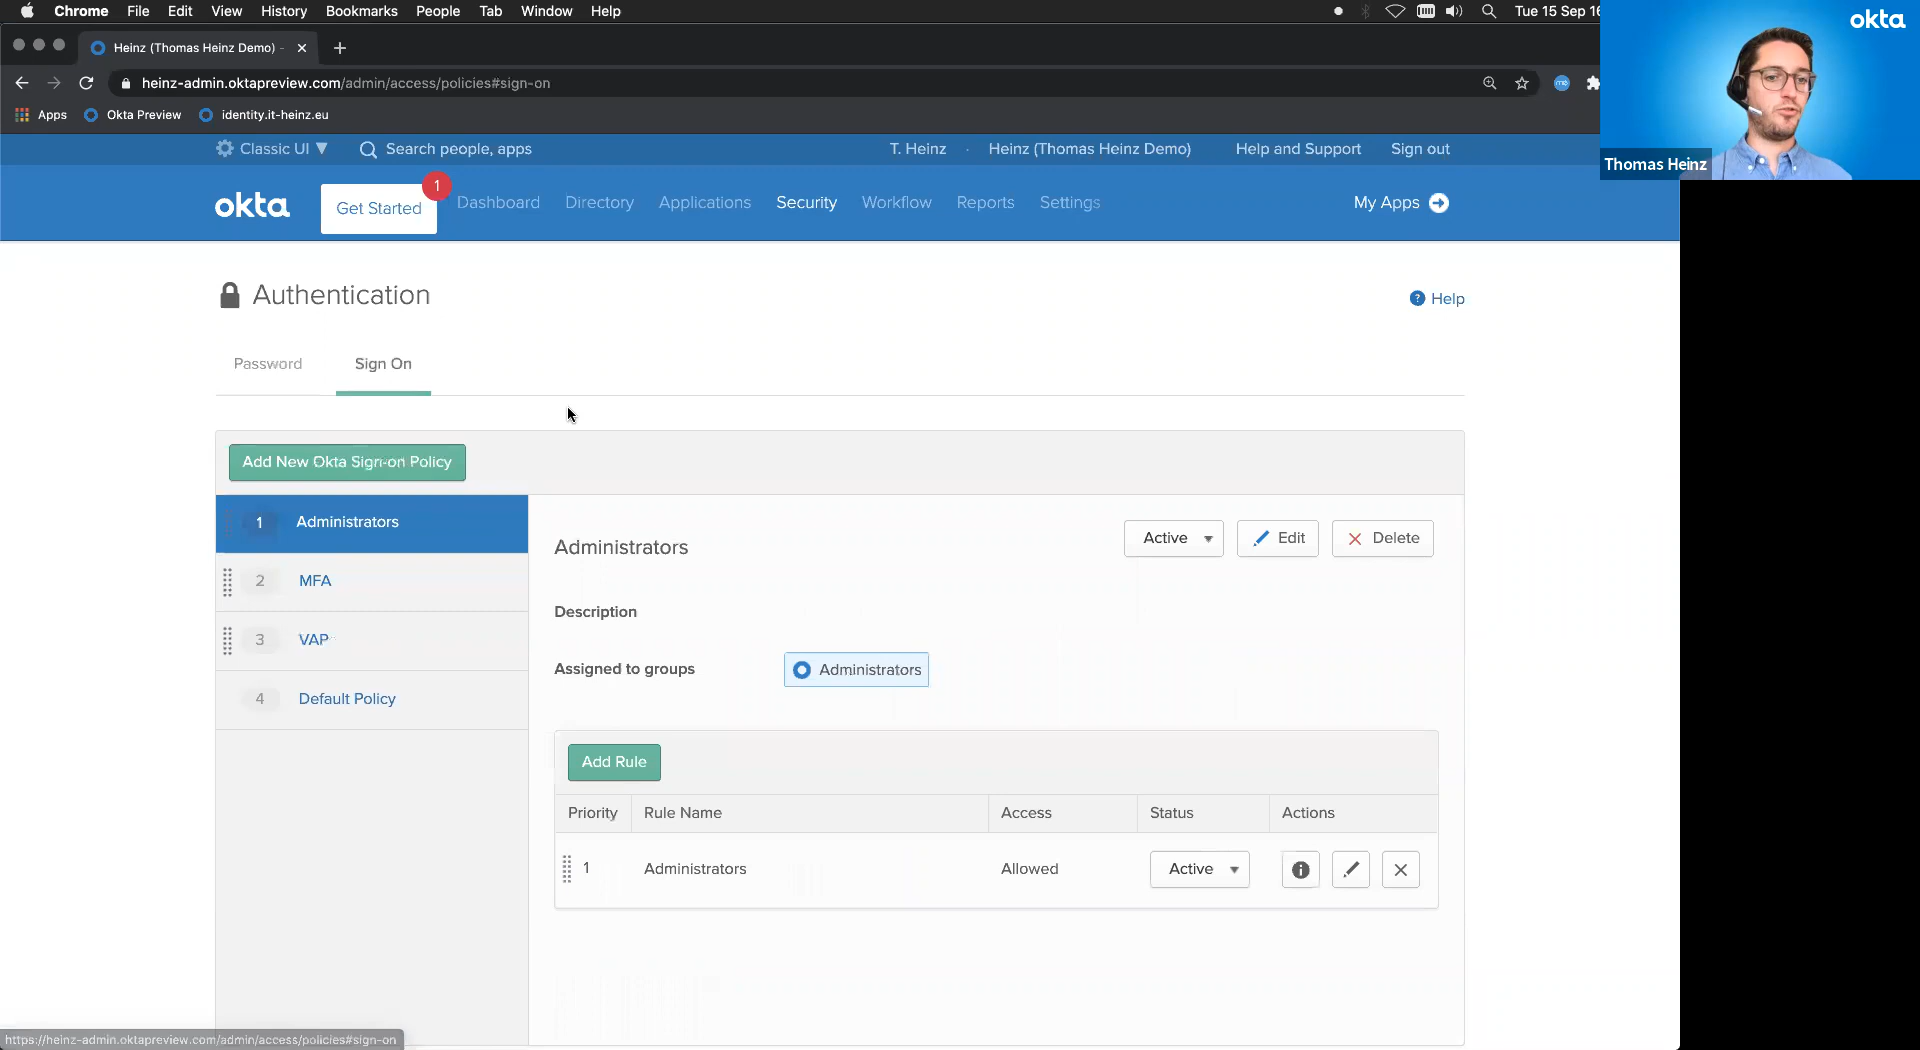 Chrome File Edit View History Bookmarks People Tab Window Help
Tue 15 Sep 16
okta
Heinz (Thomas Heinz Demo) -
heinz-admin.oktapreview.com/admin/access/policies#sign-on
Apps Okta Preview identity.it-heinz.eu
Thomas Heinz
Classic UI Search people, apps T. Heinz · Heinz (Thomas Heinz Demo) Help and Support Sign out
okta Get Started 1 Dashboard Directory Applications Security Workflow Reports Settings My Apps
Authentication
Help
Password Sign On
Add New Okta Sign-on Policy
1 Administrators
2 MFA
3 VAP
4 Default Policy
Administrators
Active Edit Delete
Description
Assigned to groups Administrators
Add Rule
Priority Rule Name Access Status Actions
1 Administrators Allowed Active
https://heinz-admin.oktapreview.com/admin/access/policies#sign-on